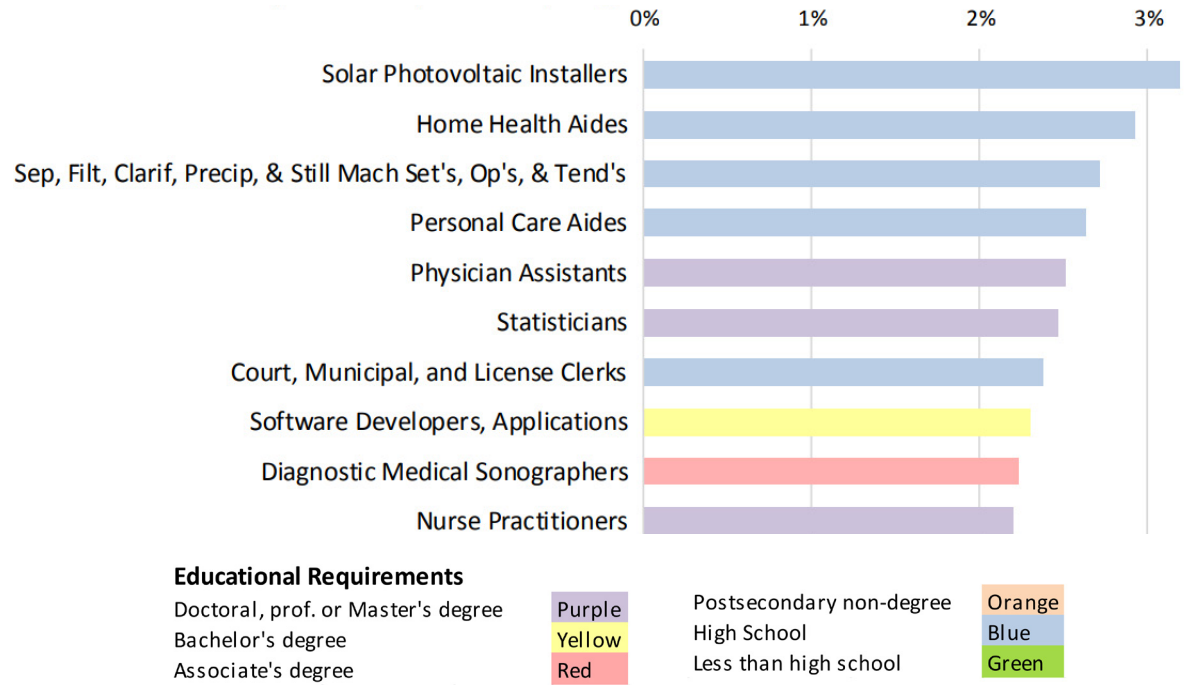 0% 1% 2% 3%
Solar Photovoltaic Installers
Home Health Aides
Sep, Filt, Clarif, Precip, & Still Mach Set's, Op's, & Tend's
Personal Care Aides
Physician Assistants
Statisticians
Court, Municipal, and License Clerks
Software Developers, Applications
Diagnostic Medical Sonographers
Nurse Practitioners
Educational Requirements
Doctoral, prof. or Master's degree Purple
Bachelor's degree Yellow
Associate's degree Red
Postsecondary non-degree Orange
High School Blue
Less than high school Green